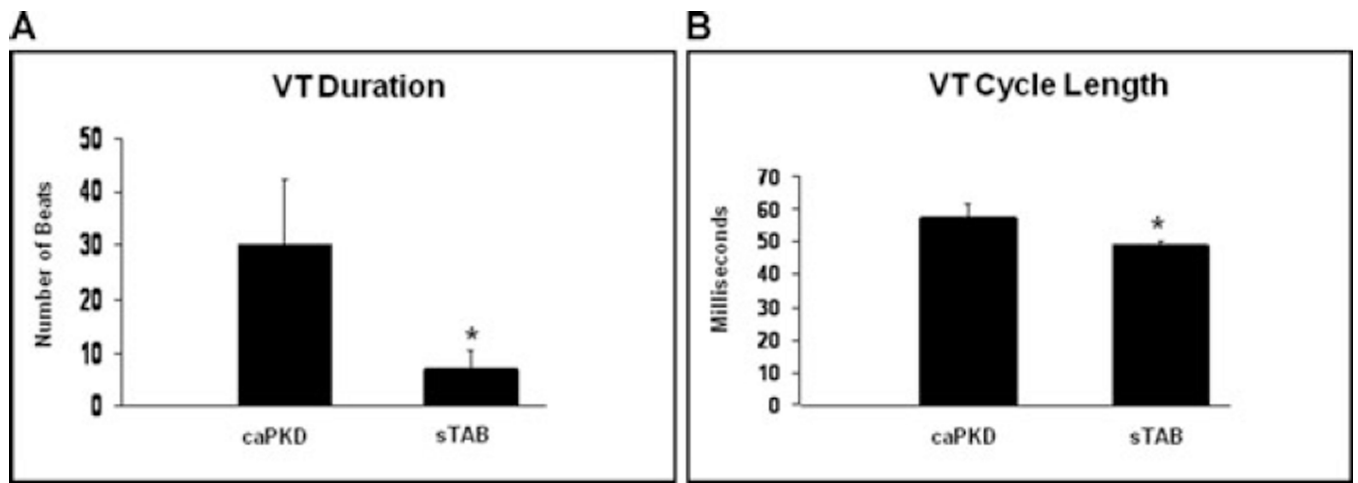 A
VT Duration
Number of Beats
50
40
30
20
10
0
caPKD
*
sTAB
B
VT Cycle Length
Milliseconds
70
60
50
40
30
20
10
0
caPKD
*
sTAB